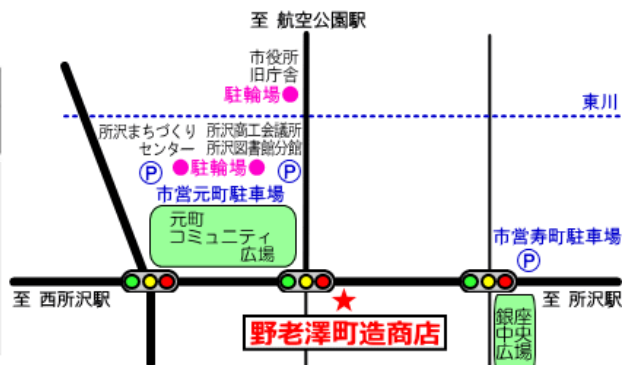 至 航空公園駅
市役所
旧庁舎
駐輪場
東川
所沢まちづくり
センター
所沢商工会議所
所沢図書館分館
P
駐輪場
P
市営元町駐車場
元町
コミュニティ
広場
市営寿町駐車場
P
至 西所沢駅
至 所沢駅
野老澤町造商店
銀座
中央
広場